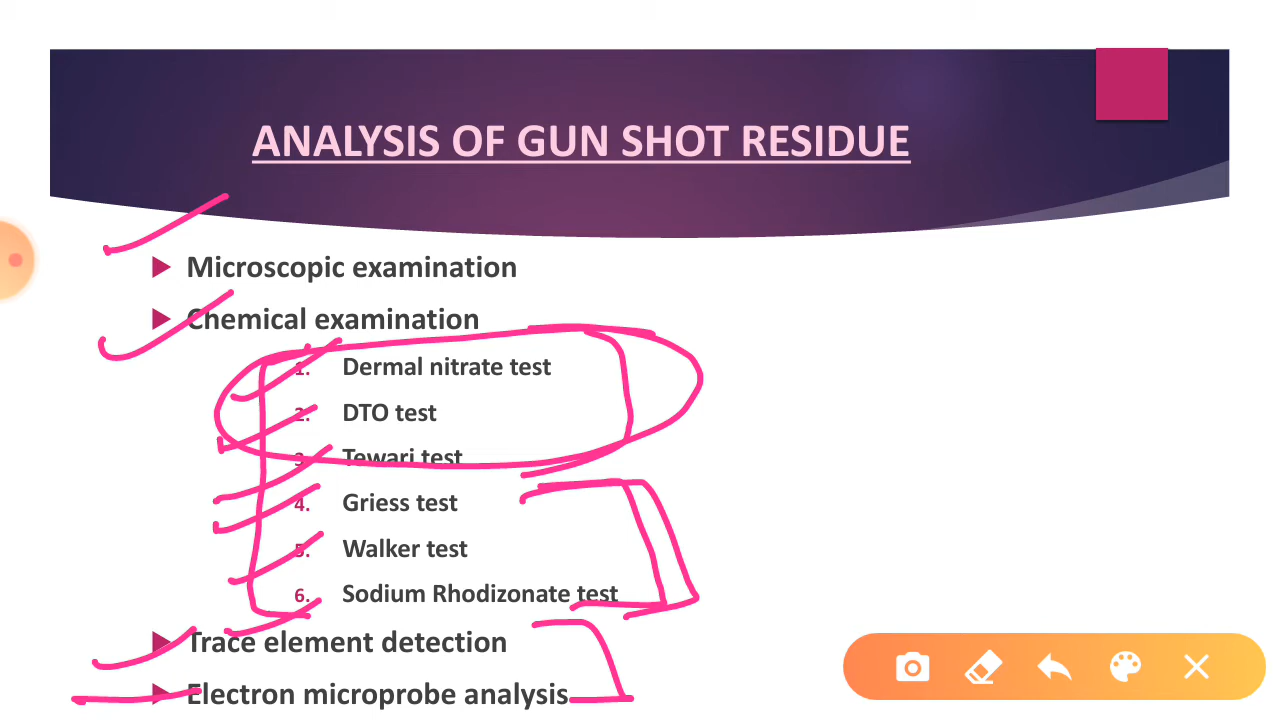 ANALYSIS OF GUN SHOT RESIDUE
Microscopic examination
Chemical examination
1. Dermal nitrate test
2. DTO test
3. Tewari test
4. Griess test
5. Walker test
6. Sodium Rhodizonate test
Trace element detection
Electron microprobe analysis